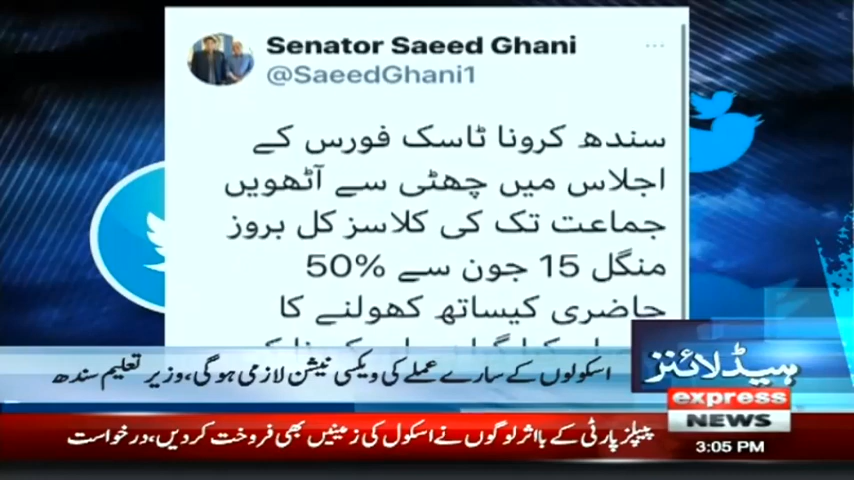 Senator Saeed Ghani
@SaeedGhani1
سندھ کرونا ٹاسک فورس کے
اجلاس میں چھٹی سے آٹھویں
جماعت تک کی کلاسز کل بروز
منگل 15 جون سے %50
حاضری کیساتھ کھولنے کا
ہیڈلائنز
اسکولوں کے سارے عملے کی ویکسی نیشن لازمی ہوگی، وزیر تعلیم سندھ
express
NEWS
پیپلز پارٹی کے بااثر لوگوں نے اسکول کی زمینیں بھی فروخت کردیں، درخواست
3:05 PM